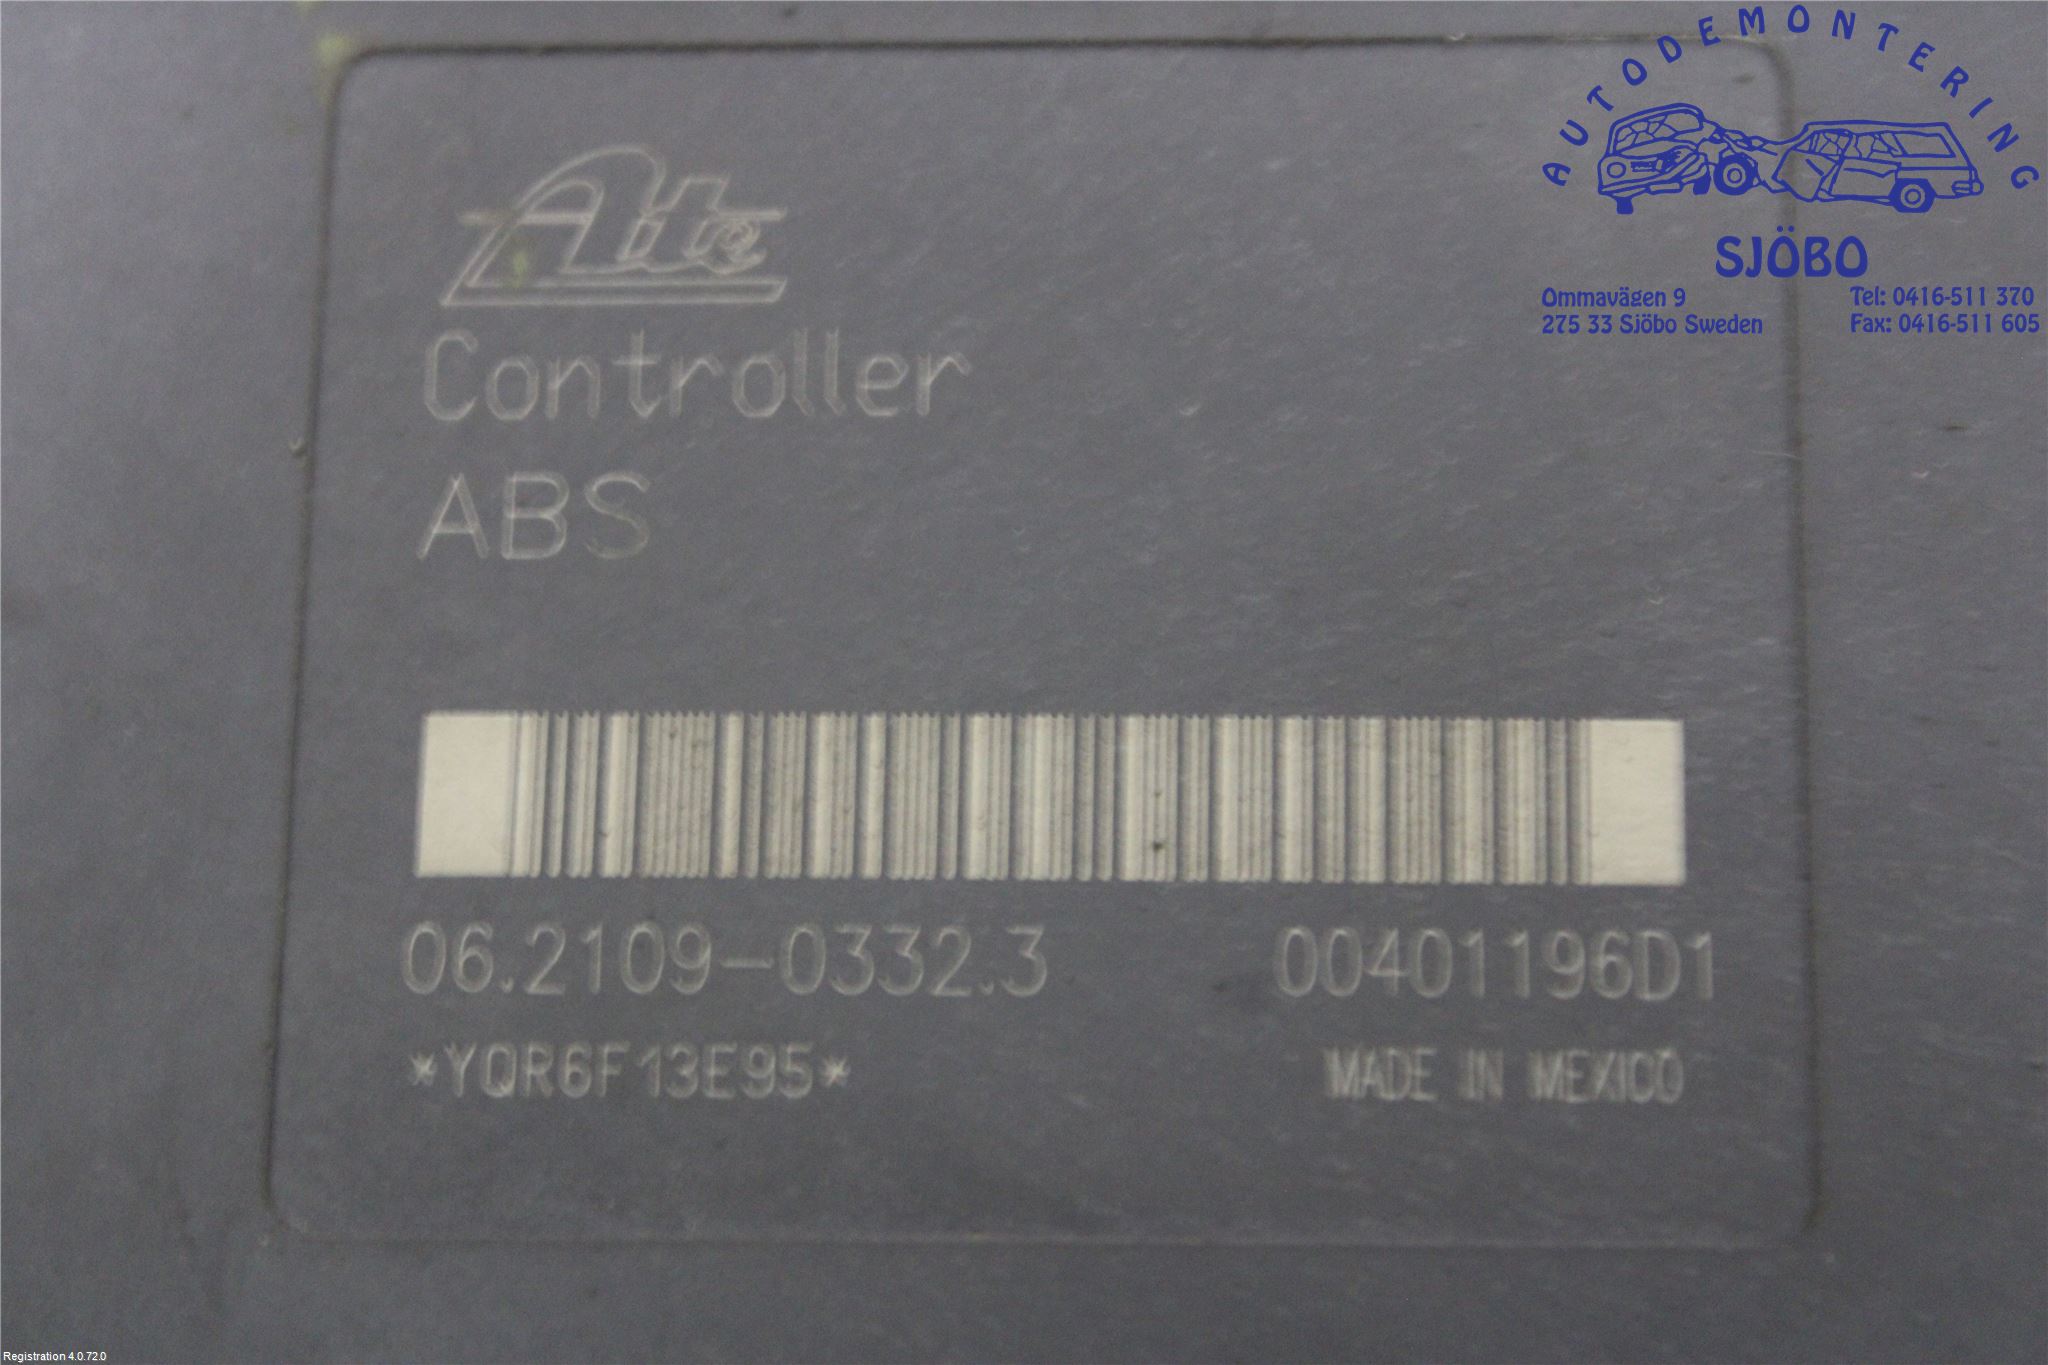 AUTODEMONTERING
SJÖBO
Ommavägen 9
275 33 Sjöbo Sweden
Tel: 0416-511 370
Fax: 0416-511 605
Ate
Controller
ABS
06.2109-0332.3 00401196D1
*YQR6F13E95* MADE IN MEXICO
Registration 4.0.72.0